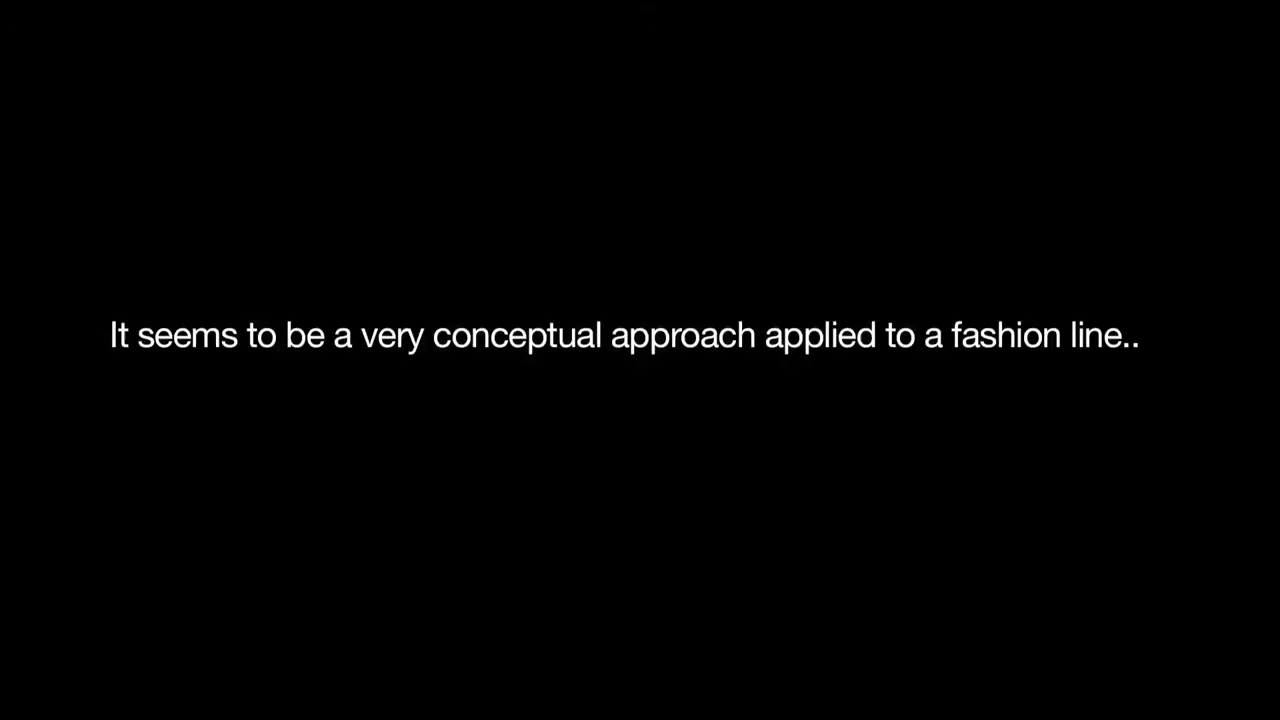 It seems to be a very conceptual approach applied to a fashion line..